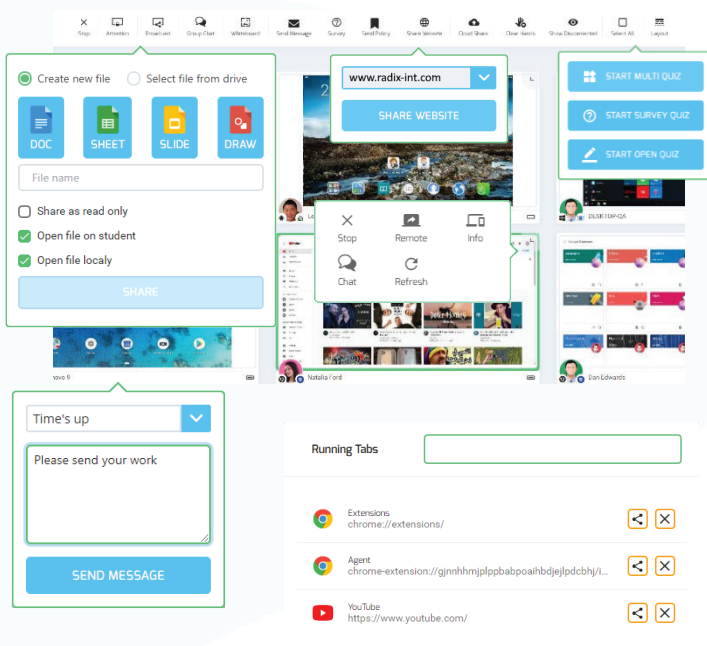 Stop
Attention
Broadcast
Group Chat
Whiteboard
Send Message
Survey
Send Policy
Share Website
Cloud Share
Clear Hands
Show Disconnected
Select All
Layout
Create new file
Select file from drive
DOC
SHEET
SLIDE
DRAW
File name
Share as read only
Open file on student
Open file localy
SHARE
www.radix-int.com
SHARE WEBSITE
START MULTI QUIZ
START SURVEY QUIZ
START OPEN QUIZ
Stop
Remote
Info
Chat
Refresh
DESKTOP-QA
Natalia Ford
Dan Edwards
Time's up
Please send your work
SEND MESSAGE
Running Tabs
Extensions
chrome://extensions/
Agent
chrome-extension://gjnnhhmjplppbabpoaihbdjejlpdcbhj/i...
YouTube
https://www.youtube.com/